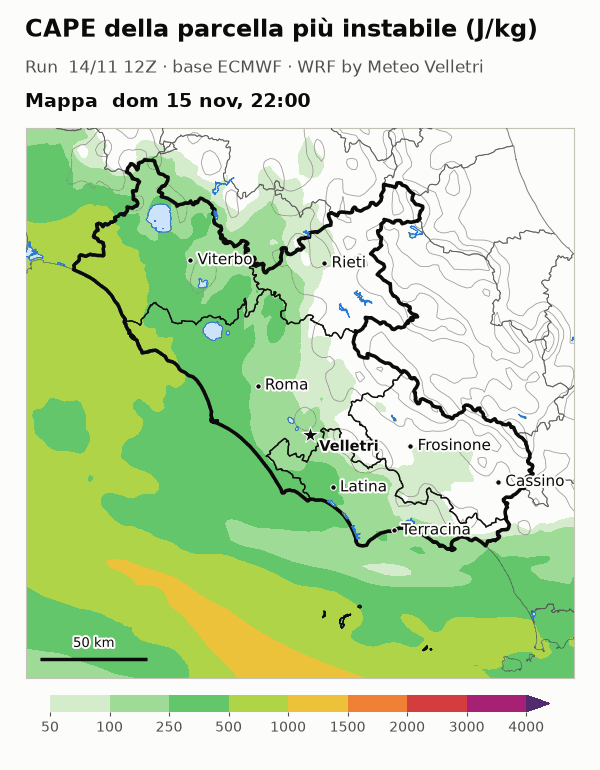 CAPE della parcella più instabile (J/kg)
Run 14/11 12Z · base ECMWF · WRF by Meteo Velletri
Mappa dom 15 nov, 22:00
Viterbo
Rieti
Roma
Velletri
Frosinone
Latina
Cassino
Terracina
50 km
50 100 250 500 1000 1500 2000 3000 4000